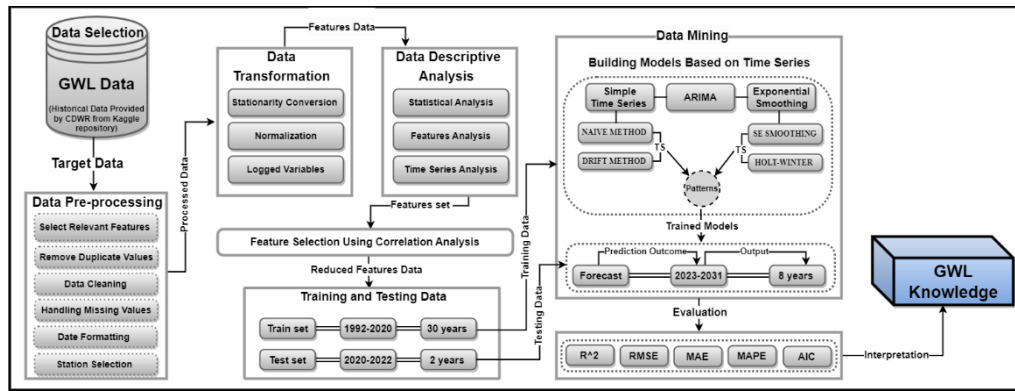 Data Selection
GWL Data
(Historical Data Provided
by CDWR from Kaggle
repository)
Target Data
Data Pre-processing
Select Relevant Features
Remove Duplicate Values
Data Cleaning
Handling Missing Values
Date Formatting
Station Selection
Processed Data
Features Data
Data
Transformation
Stationarity Conversion
Normalization
Logged Variables
Data Descriptive
Analysis
Statistical Analysis
Features Analysis
Time Series Analysis
Features set
Feature Selection Using Correlation Analysis
Reduced Features Data
Training and Testing Data
Train set
1992-2020
30 years
Test set
2020-2022
2 years
Training Data
Testing Data
Data Mining
Building Models Based on Time Series
Simple
Time Series
ARIMA
Exponential
Smoothing
NAIVE METHOD
DRIFT METHOD
TS
TS
SE SMOOTHING
HOLT-WINTER
Patterns
Trained Models
Prediction Outcome
Output
Forecast
2023-2031
8 years
Evaluation
R^2
RMSE
MAE
MAPE
AIC
Interpretation
GWL
Knowledge